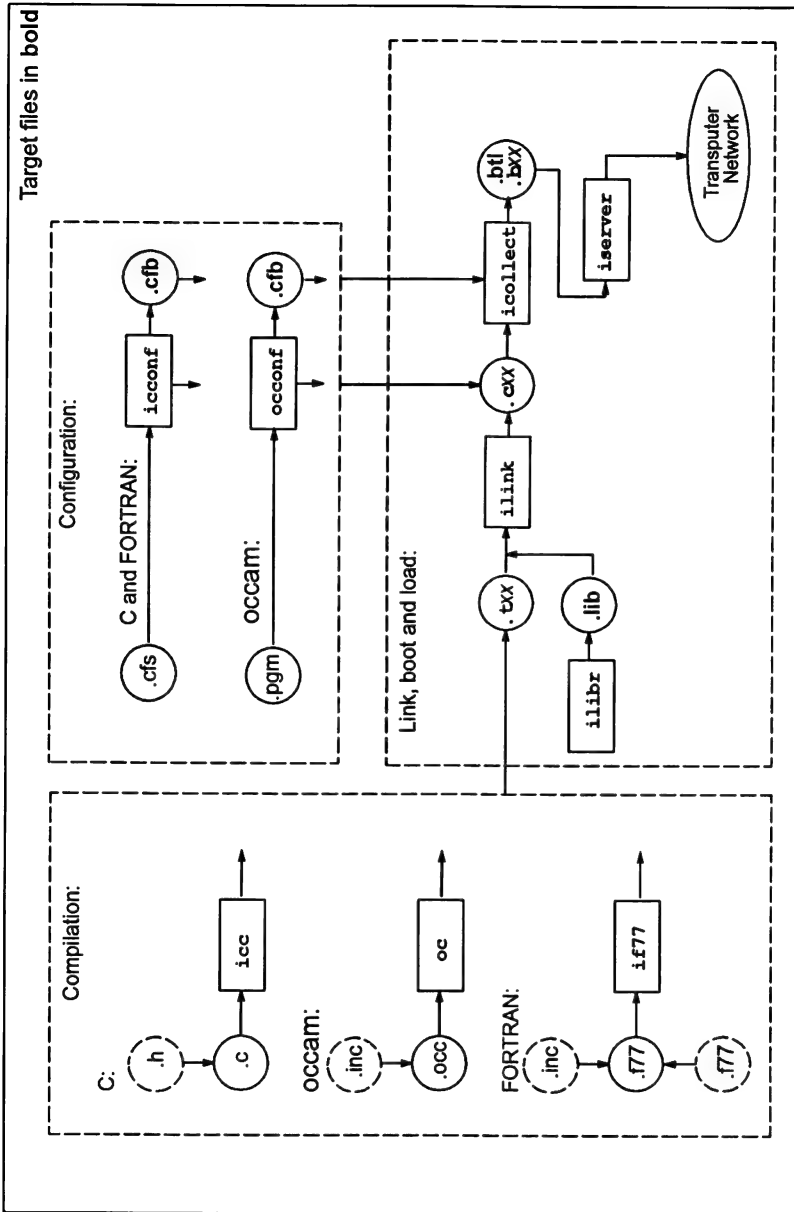 Target files in bold
Compilation:
C:
.h
.c
icc
occam:
.inc
.occ
oc
FORTRAN:
.inc
.f77
.f77
if77
Configuration:
C and FORTRAN:
.cfs
icconf
.cfb
occam:
.pgm
occonf
.cfb
Link, boot and load:
.tXX
ilibr
.lib
ilink
.cXX
icollect
.btl
.bXX
iserver
Transputer
Network